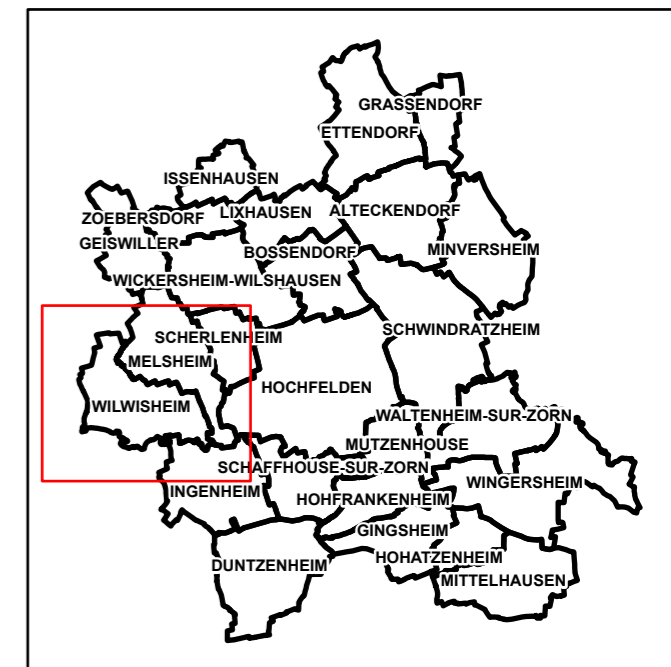 GRASSENDORF
ETTENDORF
ISSENHAUSEN
ZOEBERSDORF
LIXHAUSEN
ALTECKENDORF
GEISWILLER
BOSSENDORF
MINVERSHEIM
WICKERSHEIM-WILSHAUSEN
SCHERLENHEIM
SCHWINDRATZHEIM
MELSHEIM
HOCHFELDEN
WILWISHEIM
WALTENHEIM-SUR-ZORN
MUTZENHOUSE
SCHAFFHOUSE-SUR-ZORN
INGENHEIM
HOHFRANKENHEIM
WINGERSHEIM
GINGSHEIM
DUNTZENHEIM
HOHATZENHEIM
MITTELHAUSEN